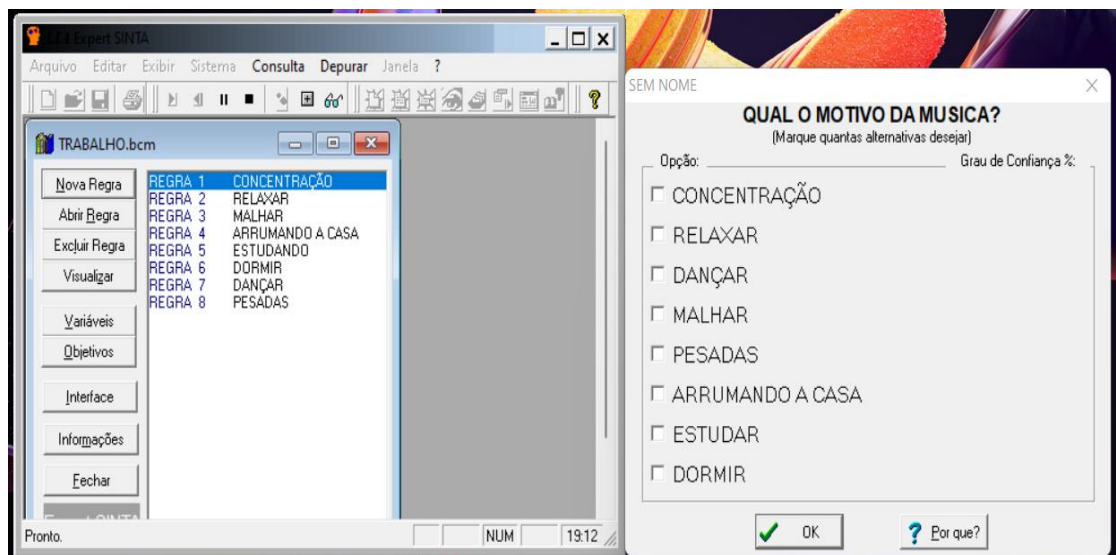 Expert SINTA
Arquivo Editar Exibir Sistema Consulta Depurar Janela ?
TRABALHO.bcm
Nova Regra
Abrir Regra
Excluir Regra
Visualizar
Variáveis
Objetivos
Interface
Informações
Fechar
REGRA 1 CONCENTRAÇÃO
REGRA 2 RELAXAR
REGRA 3 MALHAR
REGRA 4 ARRUMANDO A CASA
REGRA 5 ESTUDANDO
REGRA 6 DORMIR
REGRA 7 DANÇAR
REGRA 8 PESADAS
Pronto. NUM 19:12
SEM NOME
QUAL O MOTIVO DA MUSICA?
(Marque quantas alternativas desejar)
Opção: Grau de Confiança %:
CONCENTRAÇÃO
RELAXAR
DANÇAR
MALHAR
PESADAS
ARRUMANDO A CASA
ESTUDAR
DORMIR
OK
? Por que?